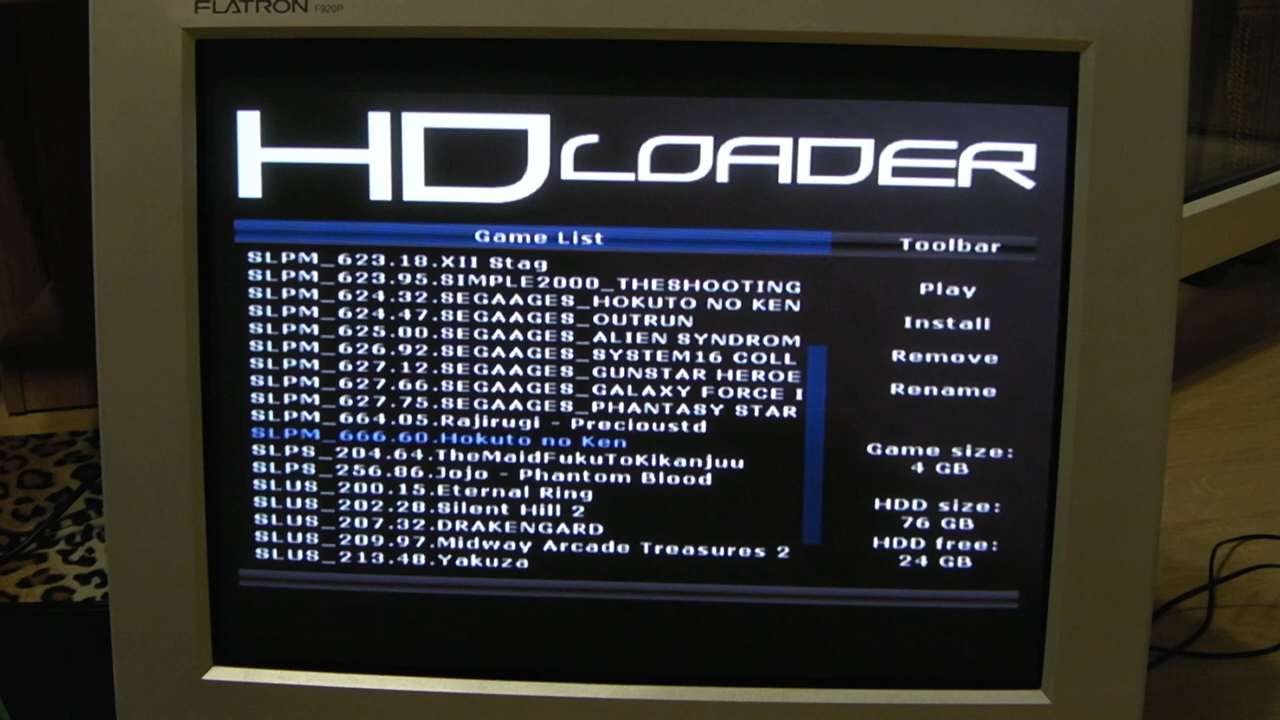 FLATRON F920P
HD LOADER
Game List
Toolbar
SLPM_623.18.XII Stag
SLPM_623.95.SIMPLE2000_THESHOOTING
SLPM_624.32.SEGAAGES_HOKUTO NO KEN
SLPM_624.47.SEGAAGES_OUTRUN
SLPM_625.00.SEGAAGES_ALIEN SYNDROM
SLPM_626.92.SEGAAGES_SYSTEM16 COLL
SLPM_627.12.SEGAAGES_GUNSTAR HEROE
SLPM_627.66.SEGAAGES_GALAXY FORCE I
SLPM_627.75.SEGAAGES_PHANTASY STAR
SLPM_664.05.Rajirugi - Precioustd
SLPM_666.60.Hokuto no Ken
SLPS_204.64.TheMaidFukuToKikanjuu
SLPS_256.86.Jojo - Phantom Blood
SLUS_200.15.Eternal Ring
SLUS_202.28.Silent Hill 2
SLUS_207.32.DRAKENGARD
SLUS_209.97.Midway Arcade Treasures 2
SLUS_213.48.Yakuza
Play
Install
Remove
Rename
Game size:
4 GB
HDD size:
76 GB
HDD free:
24 GB